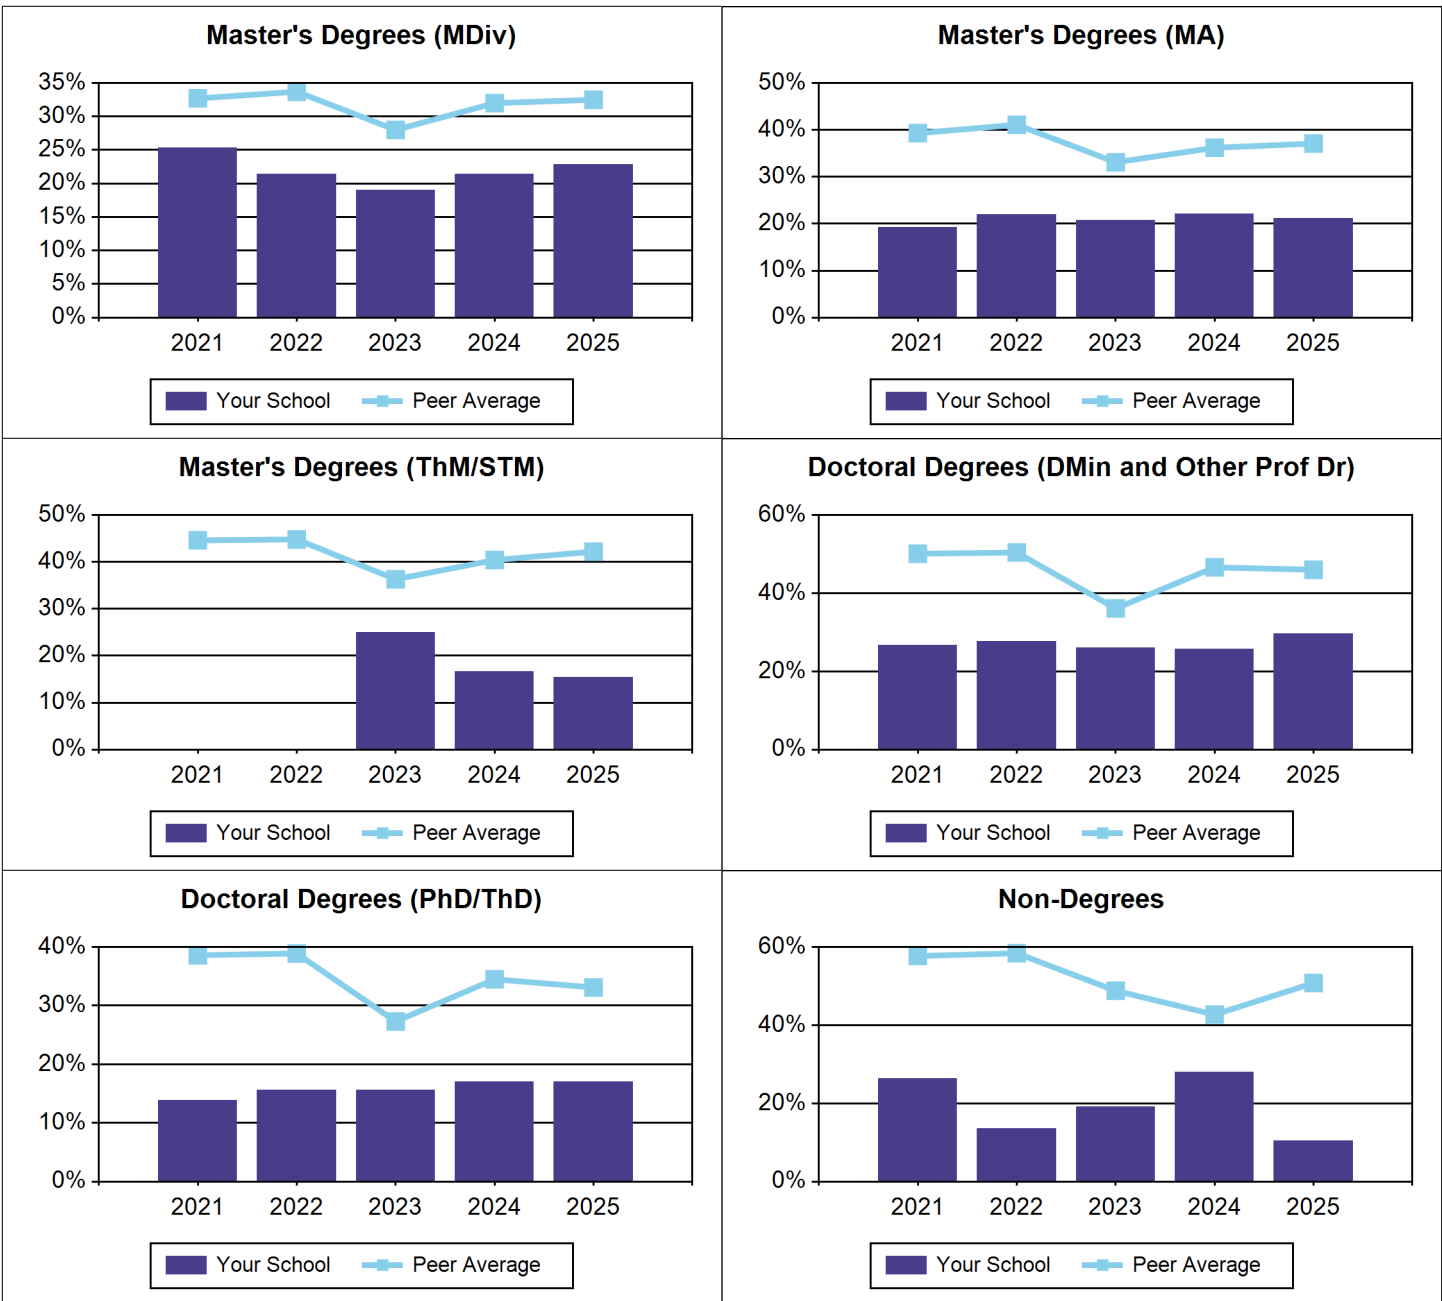 Master's Degrees (MDiv)
35%
30%
25%
20%
15%
10%
5%
0%
2021 2022 2023 2024 2025
Your School Peer Average
Master's Degrees (MA)
50%
40%
30%
20%
10%
0%
2021 2022 2023 2024 2025
Your School Peer Average
Master's Degrees (ThM/STM)
50%
40%
30%
20%
10%
0%
2021 2022 2023 2024 2025
Your School Peer Average
Doctoral Degrees (DMin and Other Prof Dr)
60%
40%
20%
0%
2021 2022 2023 2024 2025
Your School Peer Average
Doctoral Degrees (PhD/ThD)
40%
30%
20%
10%
0%
2021 2022 2023 2024 2025
Your School Peer Average
Non-Degrees
60%
40%
20%
0%
2021 2022 2023 2024 2025
Your School Peer Average